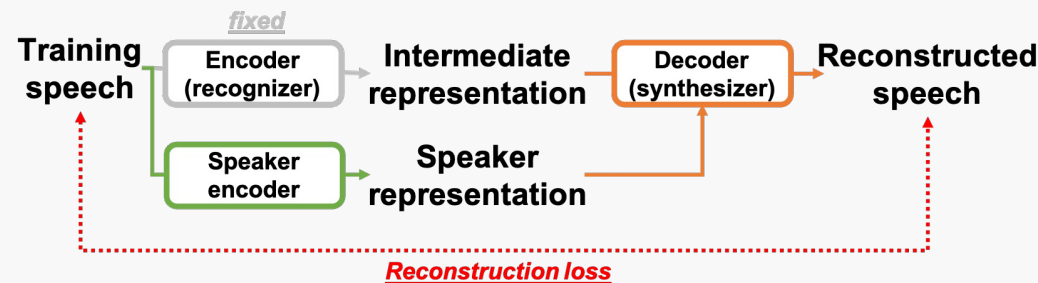 fixed
Training
speech
Encoder
(recognizer)
Intermediate
representation
Decoder
(synthesizer)
Reconstructed
speech
Speaker
encoder
Speaker
representation
Reconstruction loss